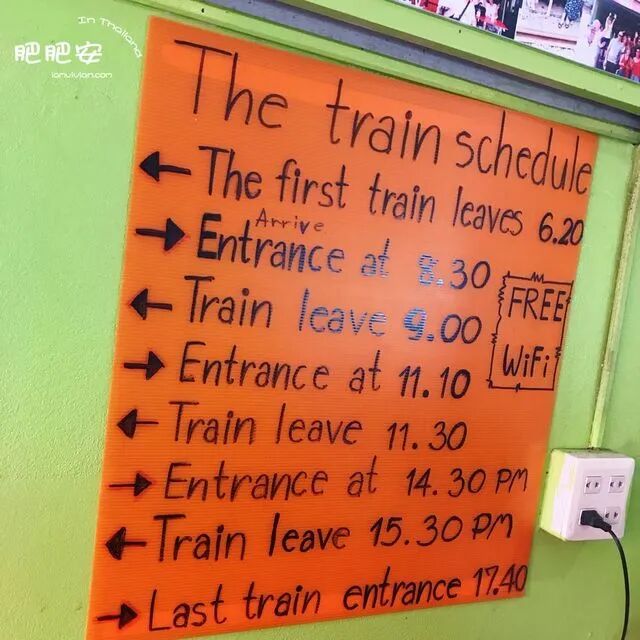 肥肥安
In Thailand
iamvivian.com
The train schedule
← The first train leaves 6.20
Arrive
→ Entrance at 8.30
← Train leave 9.00
FREE
WiFi
→ Entrance at 11.10
← Train leave 11.30
→ Entrance at 14.30 PM
← Train leave 15.30 PM
→ Last train entrance 17.40